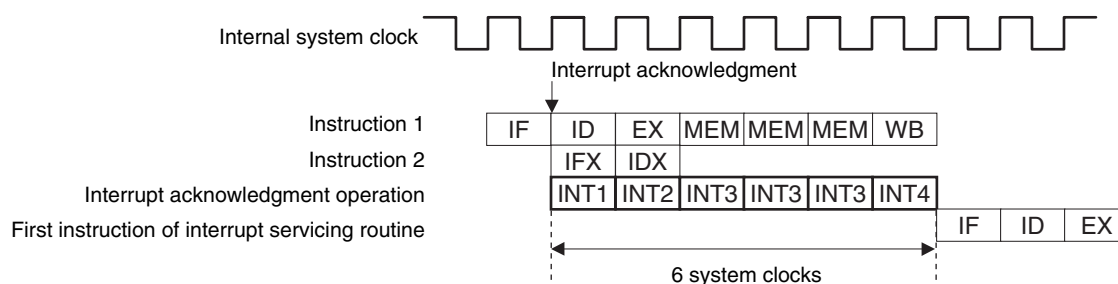 Internal system clock
Interrupt acknowledgment
Instruction 1 IF ID EX MEM MEM MEM WB
Instruction 2 IFX IDX
Interrupt acknowledgment operation INT1 INT2 INT3 INT3 INT3 INT4
First instruction of interrupt servicing routine IF ID EX
6 system clocks